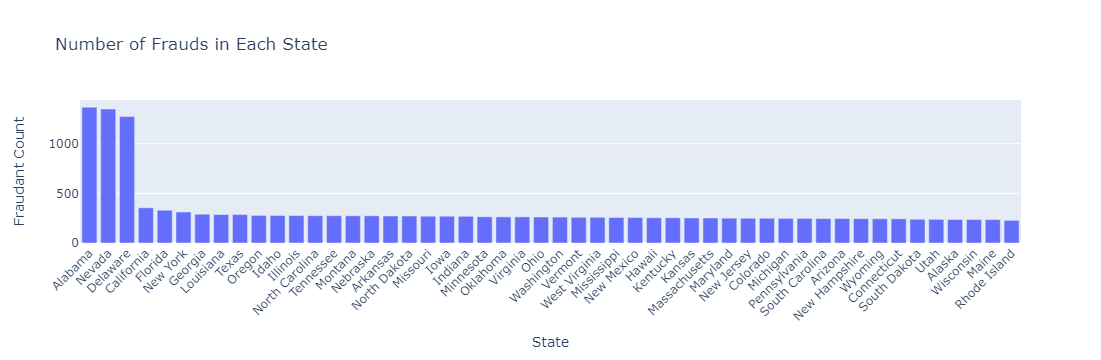 Number of Frauds in Each State
Fraudant Count
1000
500
0
Alabama
Nevada
Delaware
California
Florida
New York
Georgia
Louisiana
Texas
Oregon
Idaho
Illinois
North Carolina
Tennessee
Montana
Nebraska
Arkansas
North Dakota
Missouri
Iowa
Indiana
Minnesota
Oklahoma
Virginia
Ohio
Washington
Vermont
West Virginia
Mississippi
New Mexico
Hawaii
Kentucky
Kansas
Massachusetts
Maryland
New Jersey
Colorado
Michigan
Pennsylvania
South Carolina
Arizona
New Hampshire
Wyoming
Connecticut
South Dakota
Utah
Alaska
Wisconsin
Maine
Rhode Island
State